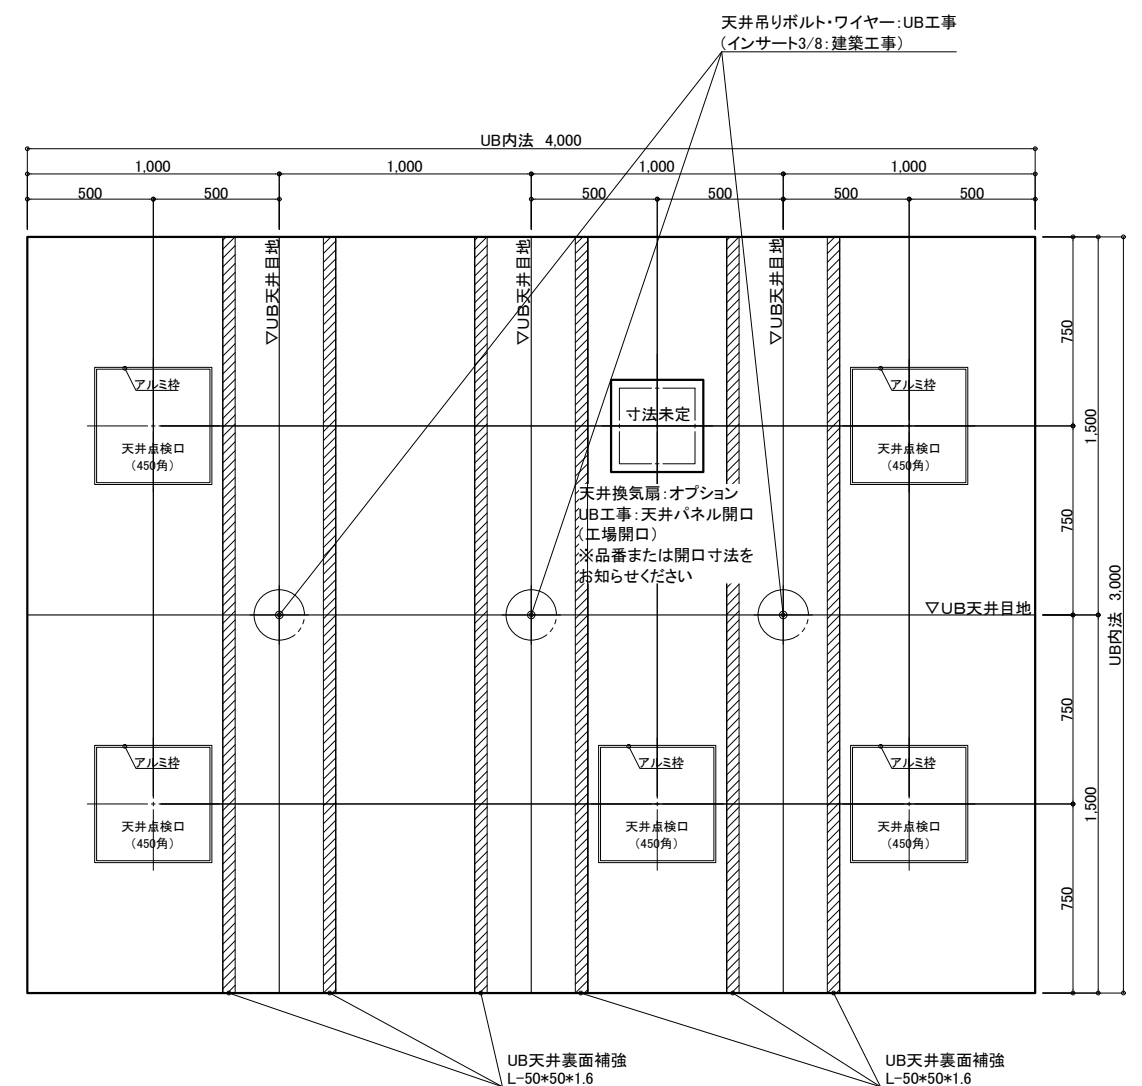 天井吊りボルト・ワイヤー:UB工事
(インサート3/8:建築工事)
UB内法 4,000
1,000
1,000
1,000
1,000
500
500
500
500
500
500
▽UB天井目地
▽UB天井目地
▽UB天井目地
750
1,500
750
UB内法 3,000
750
1,500
750
アルミ枠
天井点検口
(450角)
寸法未定
アルミ枠
天井点検口
(450角)
天井換気扇:オプション
UB工事:天井パネル開口
(工場開口)
※品番または開口寸法を
お知らせください
▽UB天井目地
アルミ枠
天井点検口
(450角)
アルミ枠
天井点検口
(450角)
アルミ枠
天井点検口
(450角)
UB天井裏面補強
L-50*50*1.6
UB天井裏面補強
L-50*50*1.6